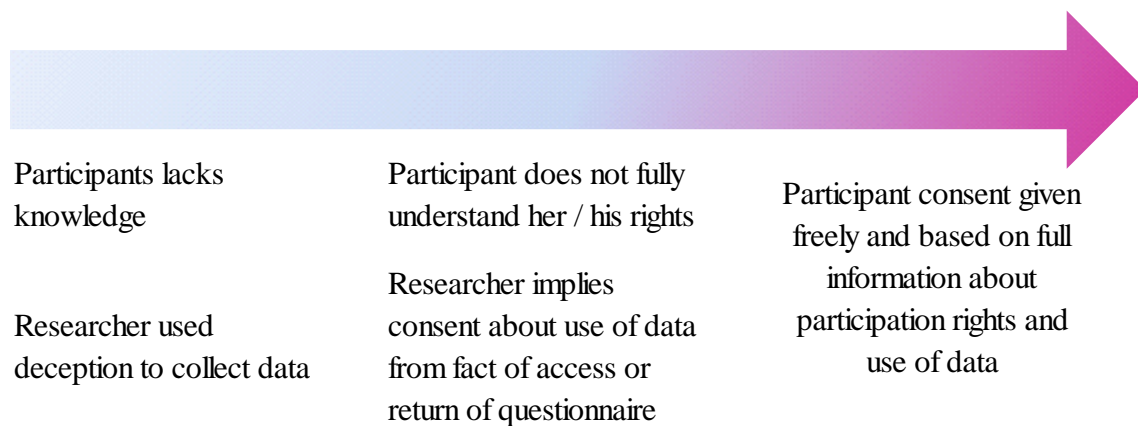 Participants lacks
knowledge
Researcher used
deception to collect data
Participant does not fully
understand her / his rights
Researcher implies
consent about use of data
from fact of access or
return of questionnaire
Participant consent given
freely and based on full
information about
participation rights and
use of data